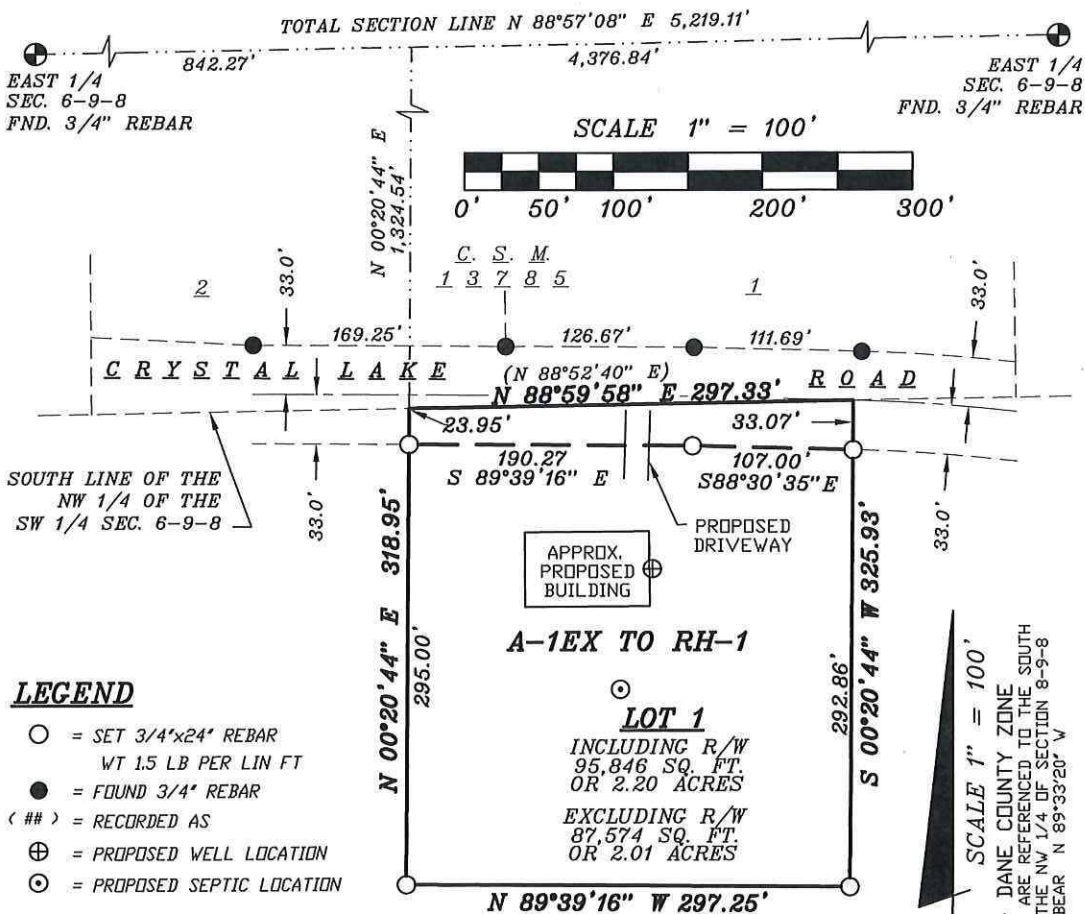 TOTAL SECTION LINE N 88°57'08" E 5,219.11'
842.27'
4,376.84'
EAST 1/4
SEC. 6-9-8
FND. 3/4" REBAR
EAST 1/4
SEC. 6-9-8
FND. 3/4" REBAR
SCALE 1" = 100'
0' 50' 100' 200' 300'
N 00°20'44" E
1,324.54'
C. S. M.
1 3 7 8 5
2
1
33.0'
33.0'
169.25'
126.67'
111.69'
C R Y S T A L L A K E
R O A D
(N 88°52'40" E)
N 88°59'58" E 297.33'
23.95'
33.07'
190.27
S 89°39'16" E
107.00'
S88°30'35"E
SOUTH LINE OF THE
NW 1/4 OF THE
SW 1/4 SEC. 6-9-8
33.0'
33.0'
PROPOSED
DRIVEWAY
APPROX.
PROPOSED
BUILDING
A-1EX TO RH-1
N 00°20'44" E 318.95'
295.00'
292.86'
S 00°20'44" W 325.93'
LOT 1
INCLUDING R/W
95,846 SQ. FT.
OR 2.20 ACRES
EXCLUDING R/W
87,574 SQ. FT.
OR 2.01 ACRES
N 89°39'16" W 297.25'
LEGEND
= SET 3/4"x24" REBAR
WT 1.5 LB PER LIN FT
= FOUND 3/4" REBAR
( ## ) = RECORDED AS
= PROPOSED WELL LOCATION
= PROPOSED SEPTIC LOCATION
SCALE 1" = 100'
DANE COUNTY ZONE
ARE REFERENCED TO THE SOUTH
THE NW 1/4 OF SECTION 8-9-8
BEAR N 89°33'20" W